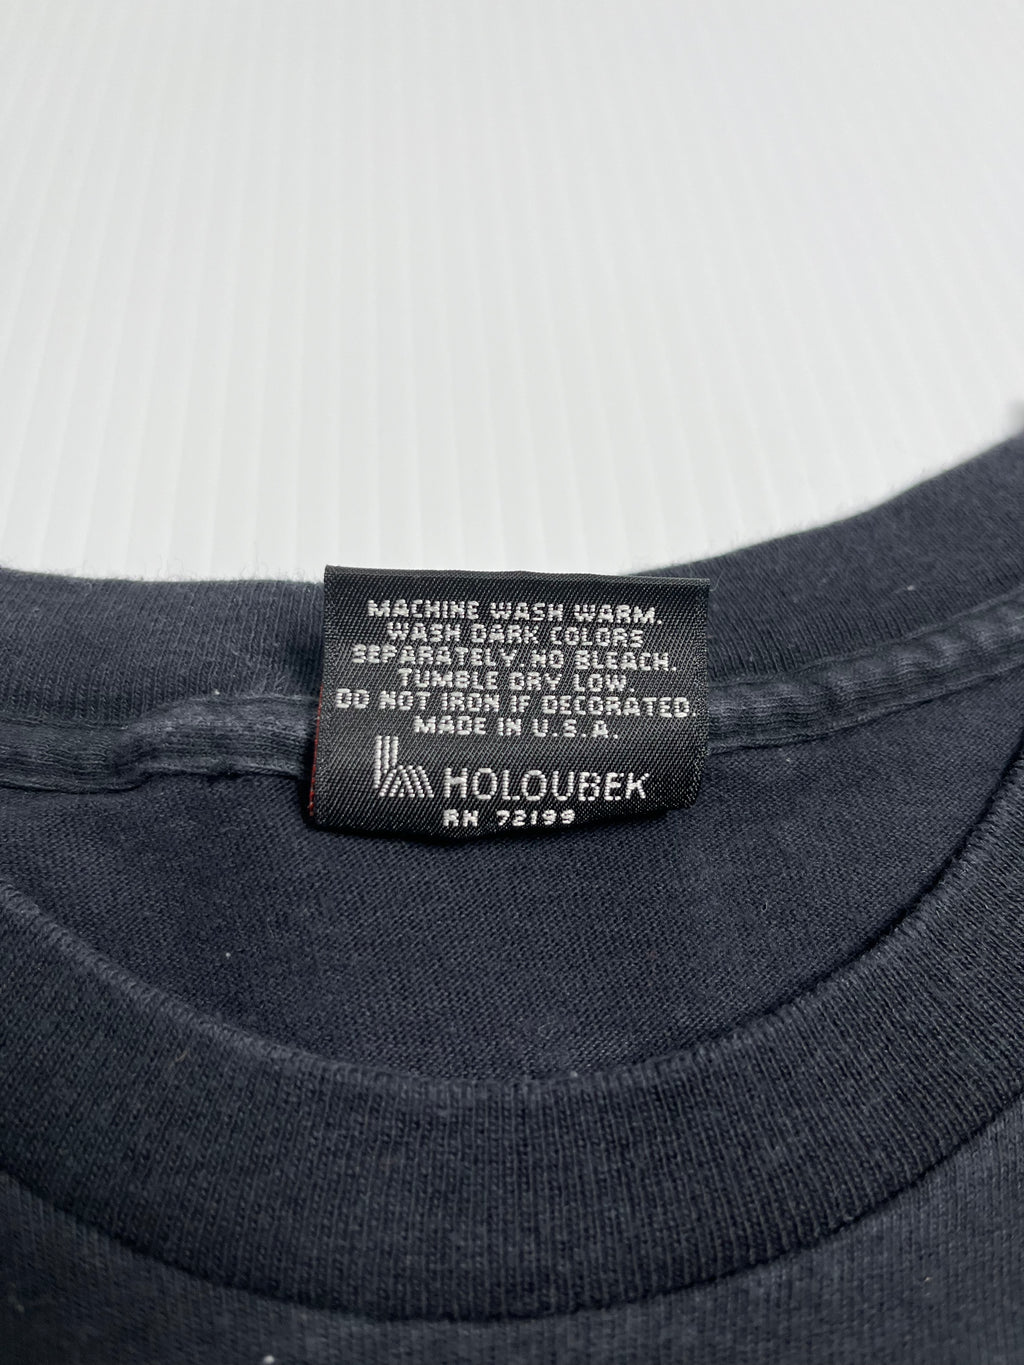 MACHINE WASH WARM.
WASH DARK COLORS
SEPARATELY. NO BLEACH.
TUMBLE DRY LOW.
DO NOT IRON IF DECORATED.
MADE IN U.S.A.
HOLOUBEK
RN 72199